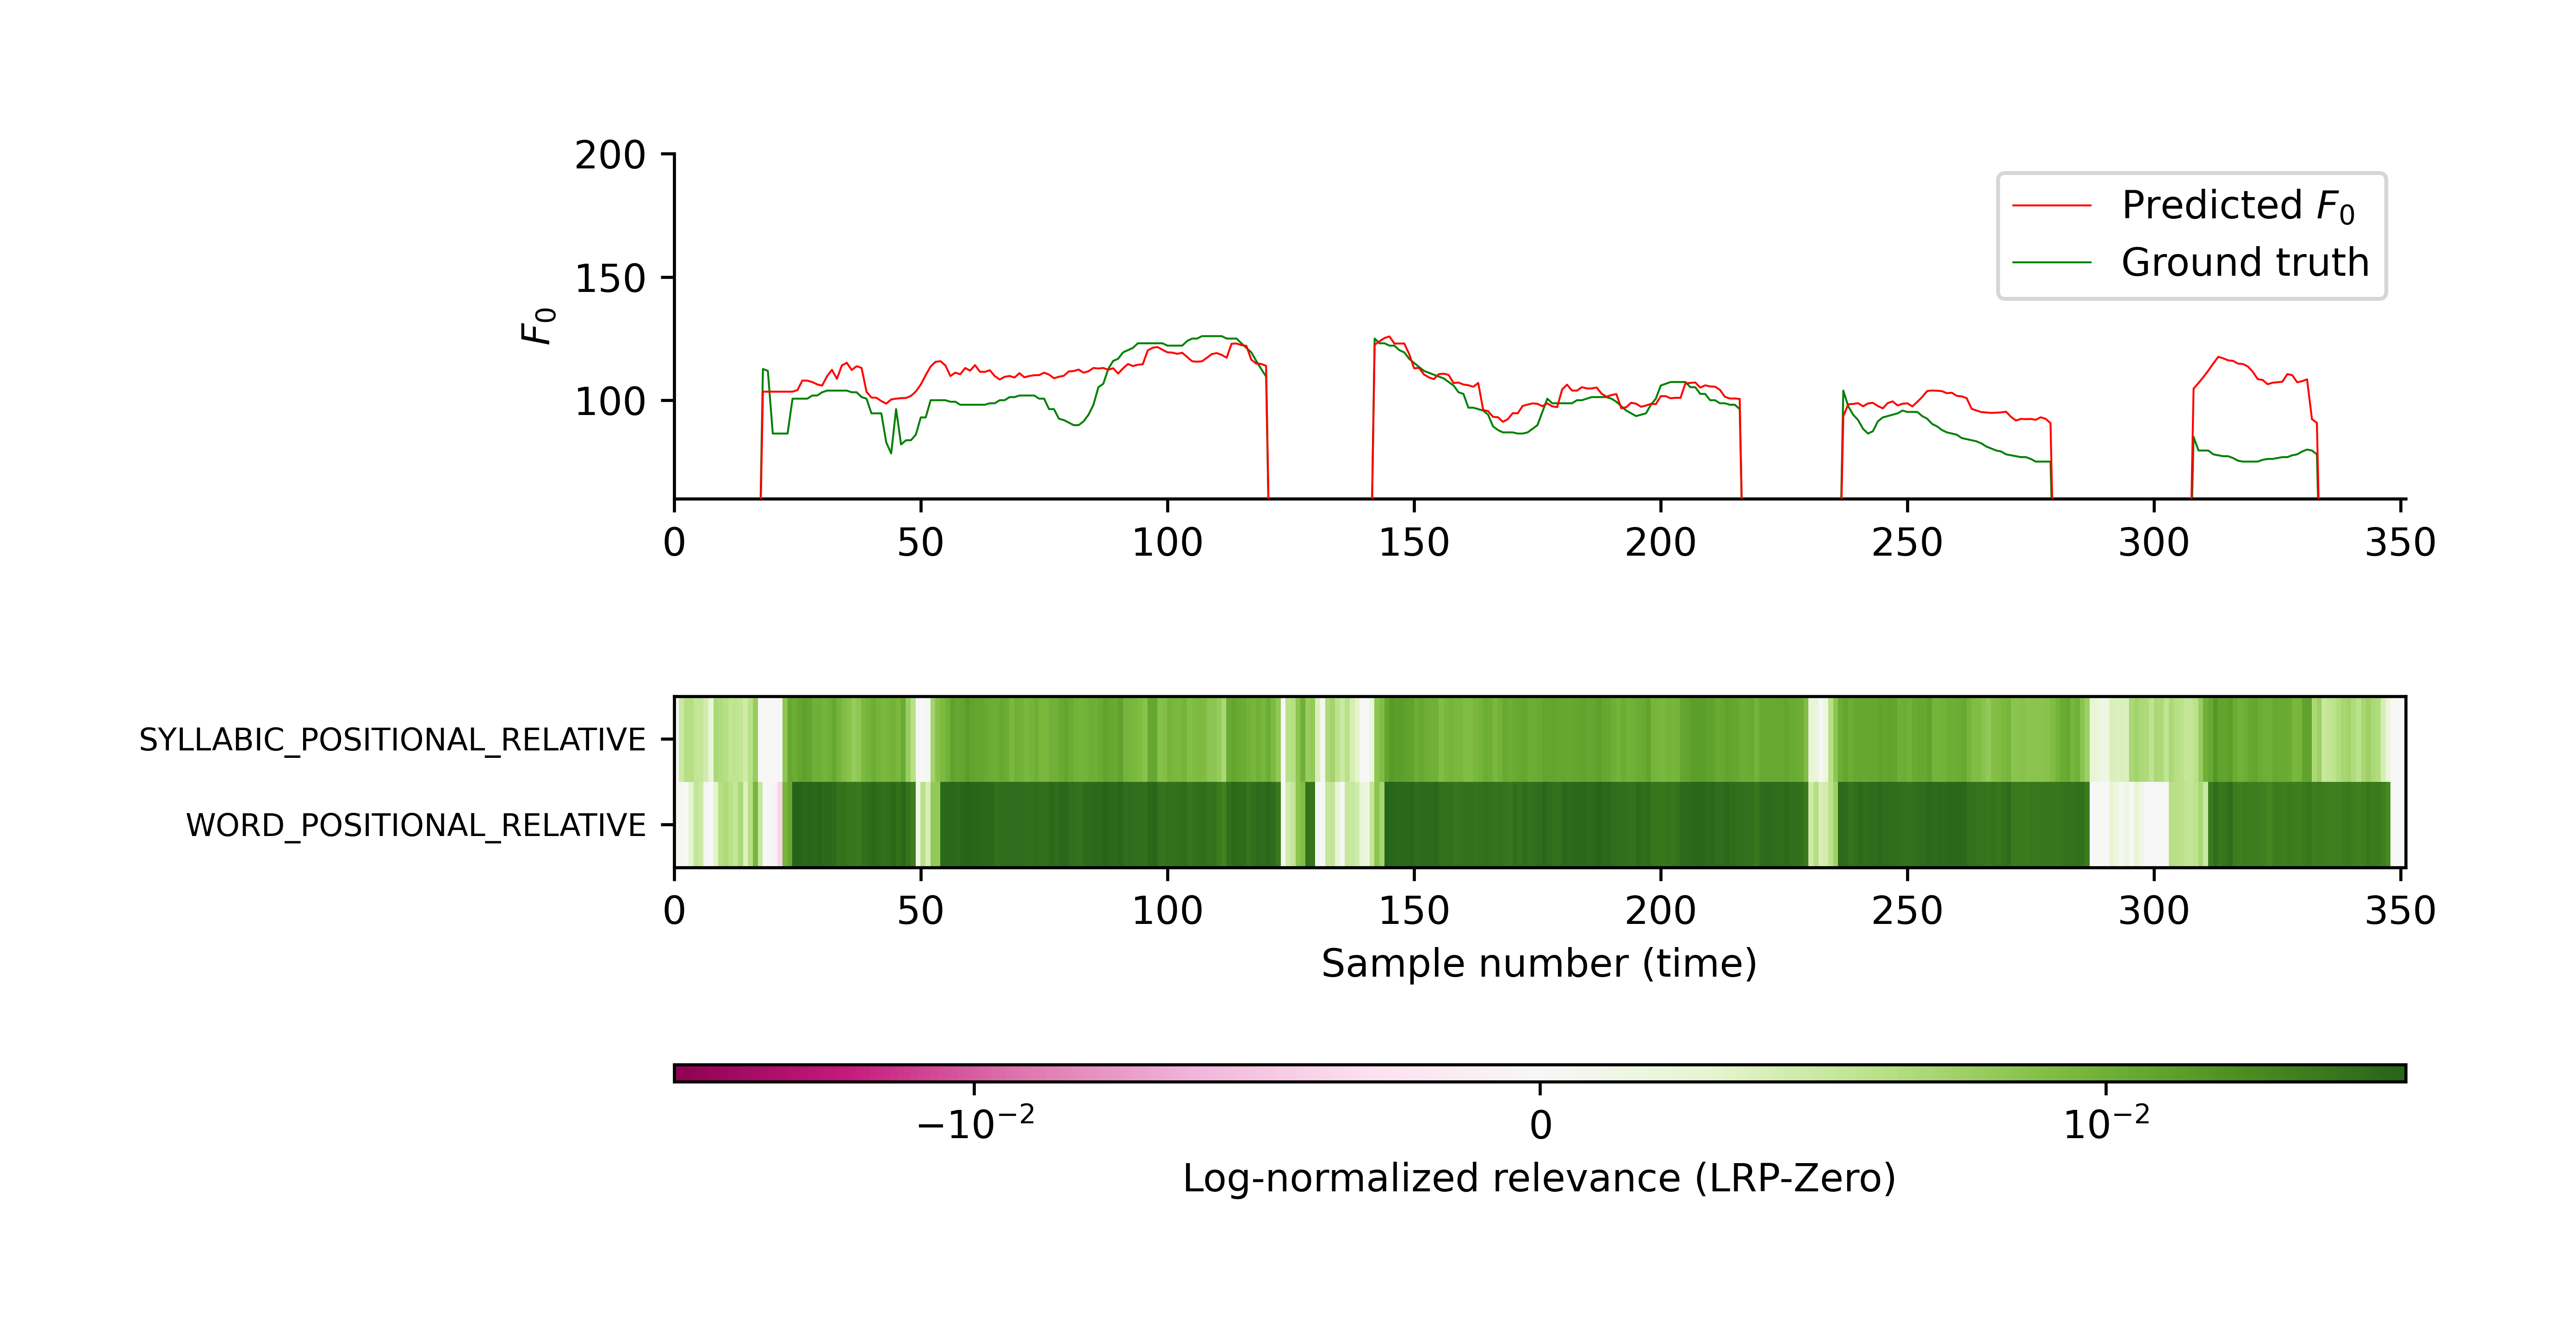 200
150
100
F₀
Predicted F₀
Ground truth
0 50 100 150 200 250 300 350
SYLLABIC_POSITIONAL_RELATIVE
WORD_POSITIONAL_RELATIVE
0 50 100 150 200 250 300 350
Sample number (time)
−10⁻² 0 10⁻²
Log-normalized relevance (LRP-Zero)